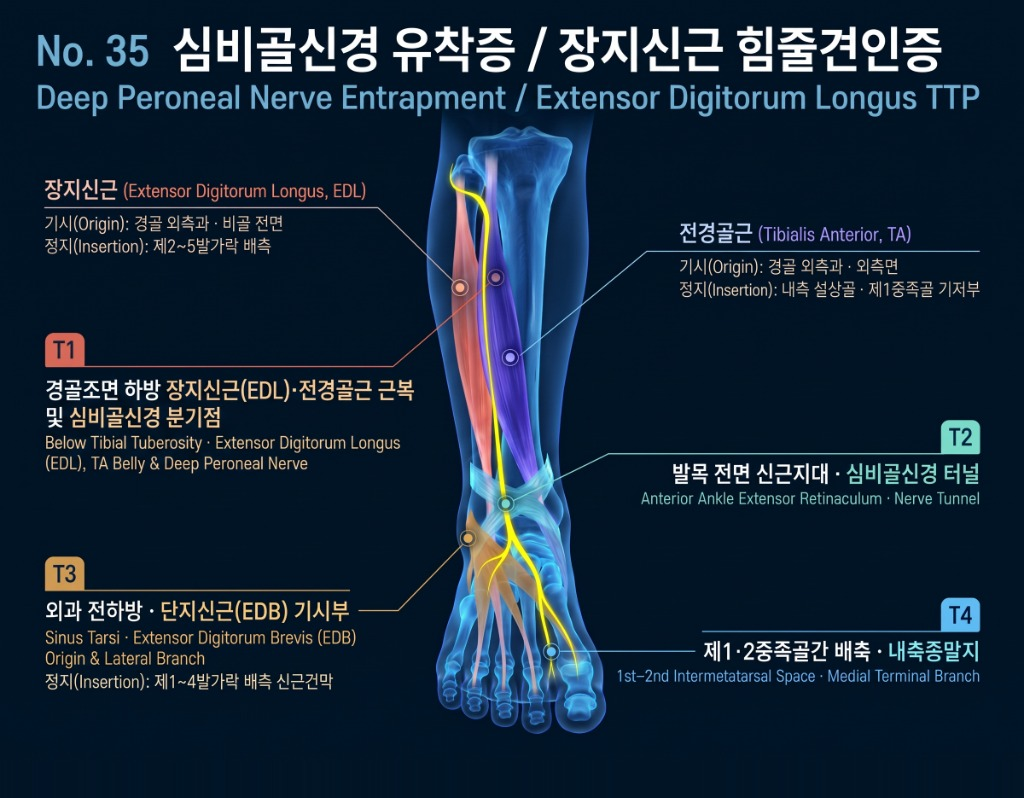 No. 35 심비골신경 유착증 / 장지신근 힘줄견인증
Deep Peroneal Nerve Entrapment / Extensor Digitorum Longus TTP
장지신근 (Extensor Digitorum Longus, EDL)
기시(Origin): 경골 외측과 · 비골 전면
정지(Insertion): 제2~5발가락 배측
전경골근 (Tibialis Anterior, TA)
기시(Origin): 경골 외측과 · 외측면
정지(Insertion): 내측 설상골 · 제1중족골 기저부
T1
경골조면 하방 장지신근(EDL)·전경골근 근복
및 심비골신경 분기점
Below Tibial Tuberosity · Extensor Digitorum Longus
(EDL), TA Belly & Deep Peroneal Nerve
T2
발목 전면 신근지대 · 심비골신경 터널
Anterior Ankle Extensor Retinaculum · Nerve Tunnel
T3
외과 전하방 · 단지신근(EDB) 기시부
Sinus Tarsi · Extensor Digitorum Brevis (EDB)
Origin & Lateral Branch
정지(Insertion): 제1~4발가락 배측 신근건막
T4
제1·2중족골간 배측 · 내측종말지
1st–2nd Intermetatarsal Space · Medial Terminal Branch